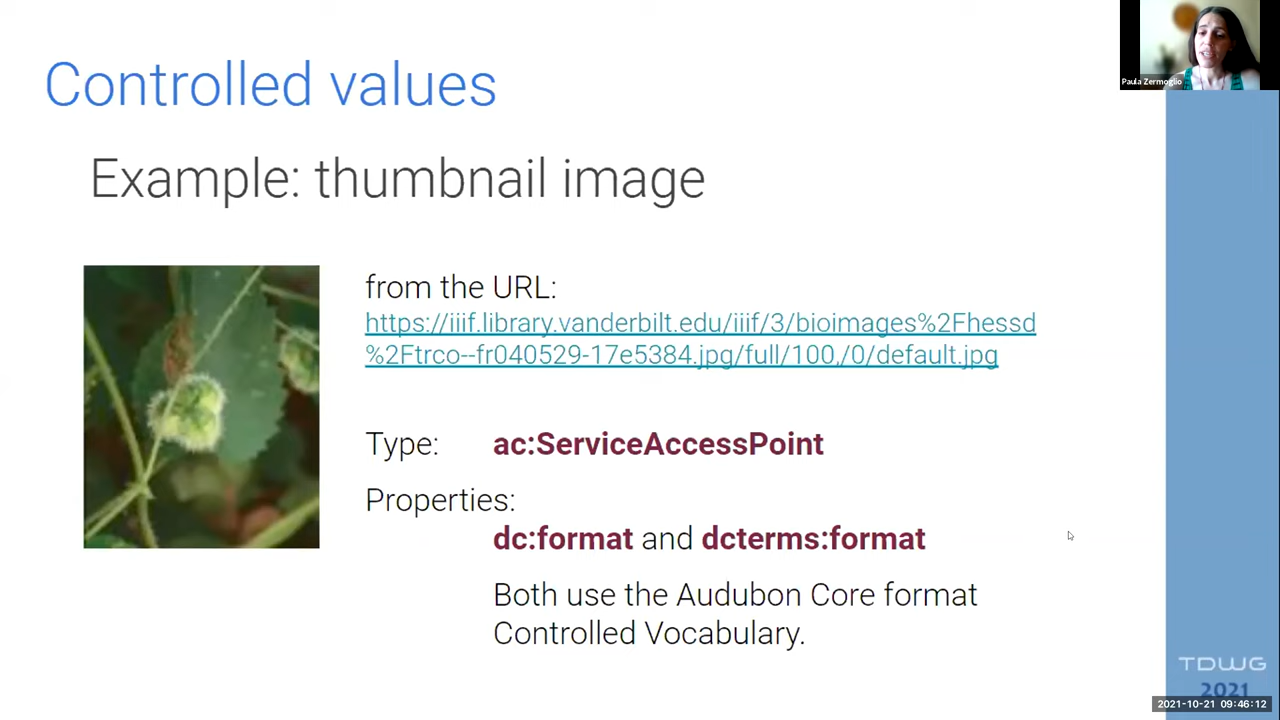 Controlled values
Paula Zermoglio
Example: thumbnail image
from the URL:
https://iiif.library.vanderbilt.edu/iiif/3/bioimages%2Fhessd
%2Ftrco--fr040529-17e5384.jpg/full/100,/0/default.jpg
Type: ac:ServiceAccessPoint
Properties:
dc:format and dcterms:format
Both use the Audubon Core format
Controlled Vocabulary.
TDWG
2021
2021-10-21 09:46:12